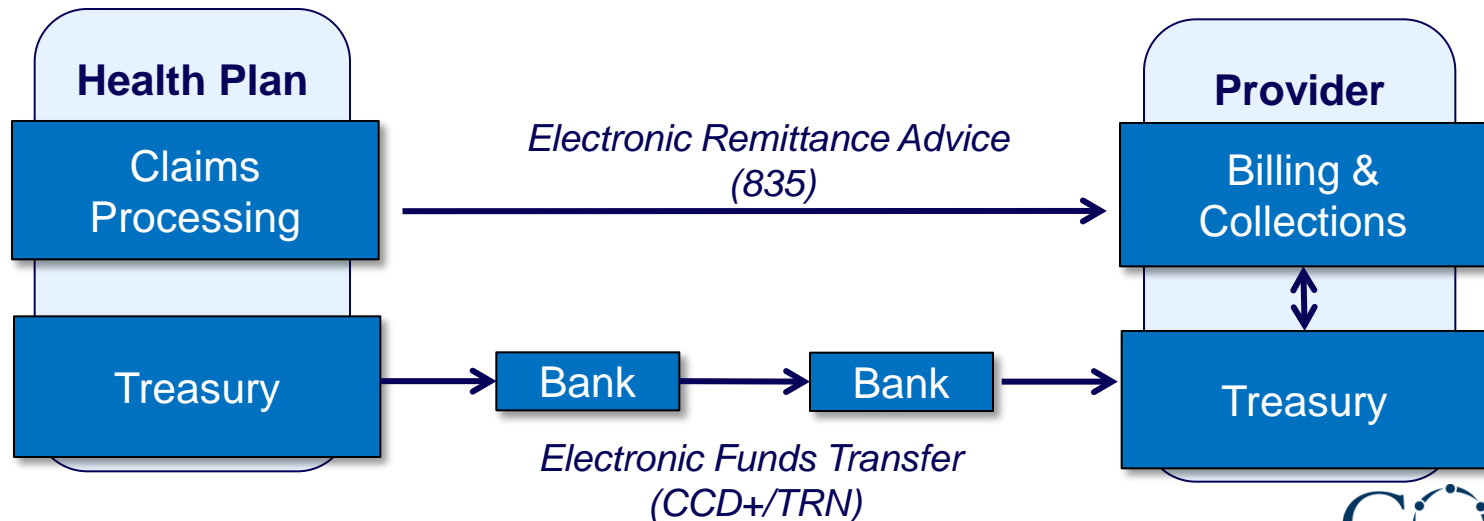 Health Plan
Provider
Claims
Processing
Electronic Remittance Advice
(835)
Billing &
Collections
Treasury
Bank
Bank
Treasury
Electronic Funds Transfer
(CCD+/TRN)